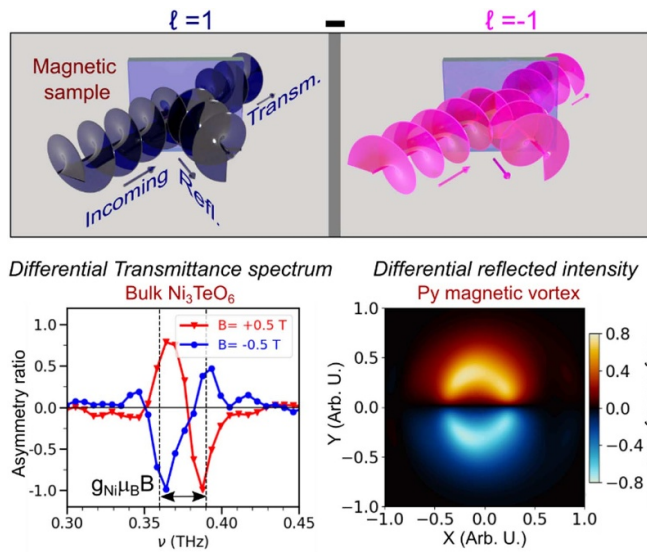 ℓ =1
-
ℓ=-1
Magnetic
sample
Transm.
Incoming
Refl.
Differential Transmittance spectrum
Bulk Ni₃TeO₆
B= +0.5 T
B= -0.5 T
1.0
0.5
0.0
-0.5
-1.0
Asymmetry ratio
g_Niμ_BB
0.30
0.35
0.40
0.45
ν (THz)
Differential reflected intensity
Py magnetic vortex
1.0
0.5
0.0
-0.5
-1.0
Y (Arb. U.)
-1.0
-0.5
0.0
0.5
1.0
X (Arb. U.)
0.8
0.4
0.0
-0.4
-0.8